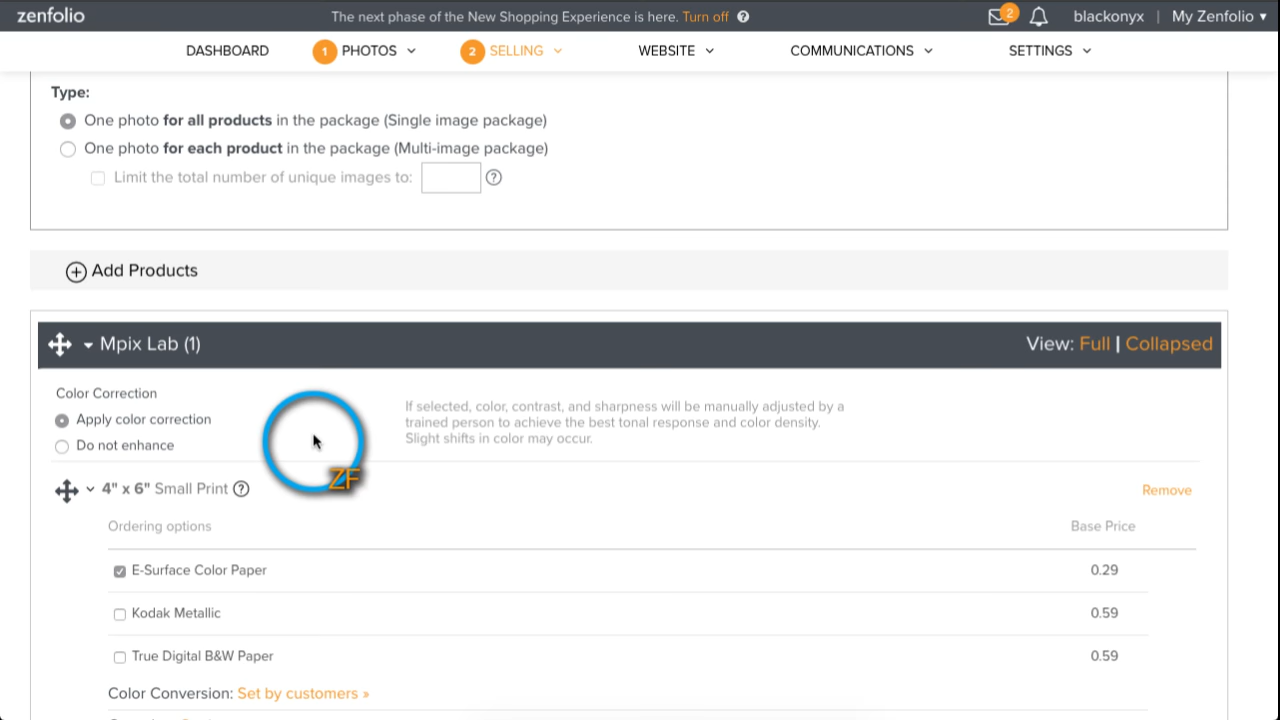 zenfolio
The next phase of the New Shopping Experience is here. Turn off ?
2
blackonyx | My Zenfolio
DASHBOARD
1 PHOTOS
2 SELLING
WEBSITE
COMMUNICATIONS
SETTINGS
Type:
One photo for all products in the package (Single image package)
One photo for each product in the package (Multi-image package)
Limit the total number of unique images to: ?
Add Products
Mpix Lab (1)
View: Full | Collapsed
Color Correction
Apply color correction
Do not enhance
If selected, color, contrast, and sharpness will be manually adjusted by a
trained person to achieve the best tonal response and color density.
Slight shifts in color may occur.
ZF
4" x 6" Small Print ?
Remove
Ordering options
Base Price
E-Surface Color Paper
0.29
Kodak Metallic
0.59
True Digital B&W Paper
0.59
Color Conversion: Set by customers »